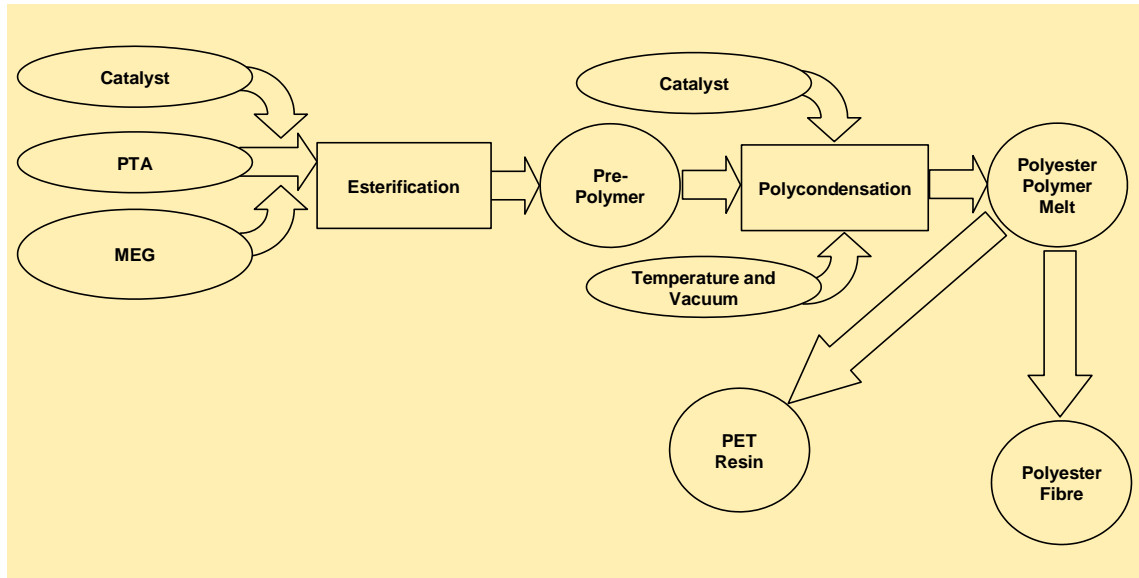 Catalyst
PTA
MEG
Esterification
Pre-
Polymer
Catalyst
Polycondensation
Temperature and
Vacuum
Polyester
Polymer
Melt
PET
Resin
Polyester
Fibre